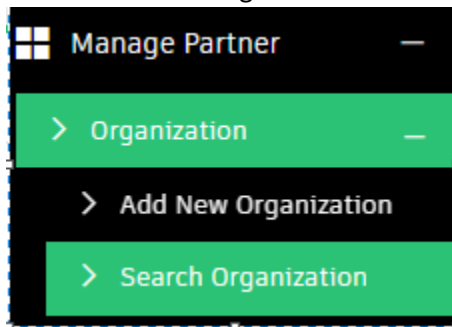 Manage Partner
Organization
Add New Organization
Search Organization